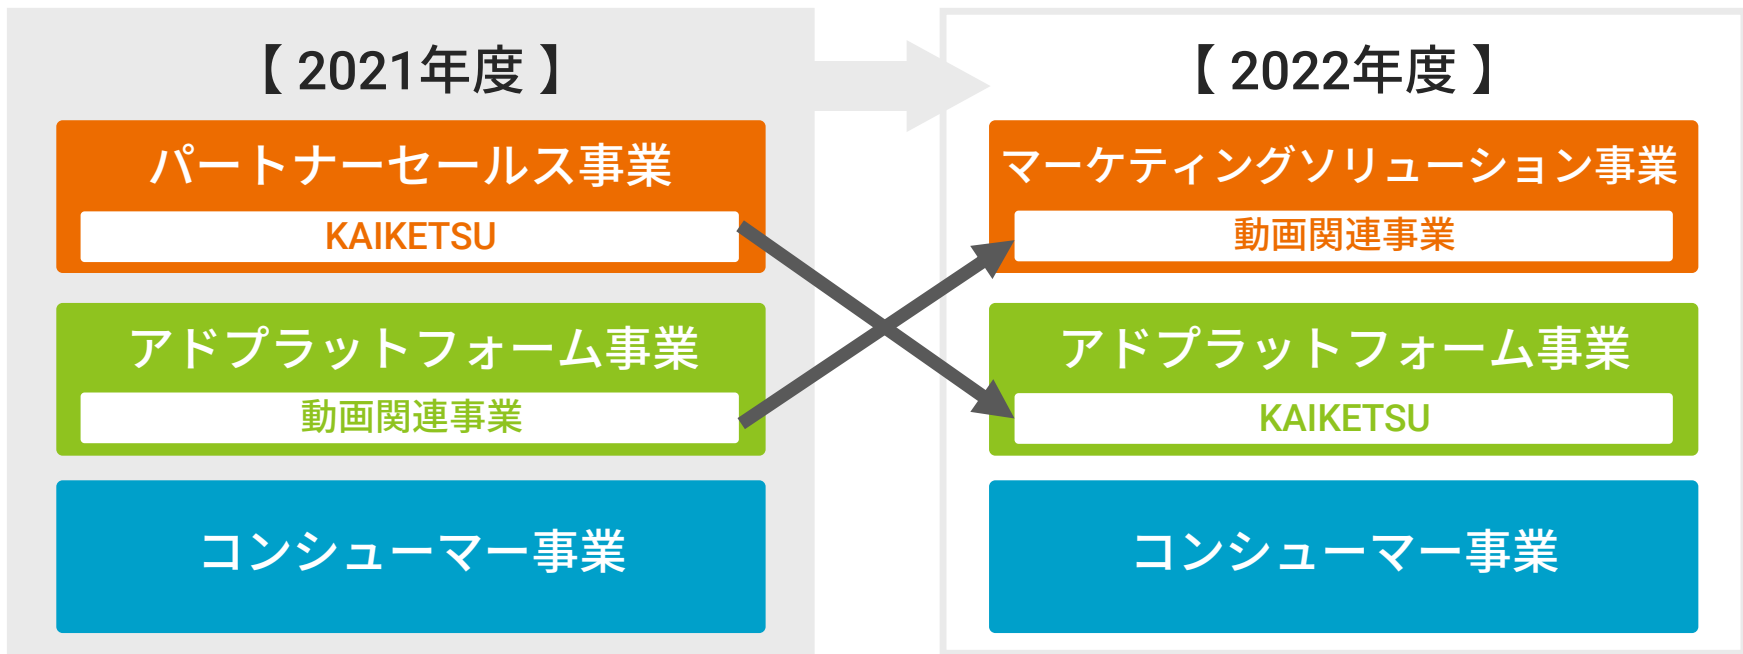 【 2021年度 】
パートナーセールス事業
KAIKETSU
アドプラットフォーム事業
動画関連事業
コンシューマー事業
【 2022年度 】
マーケティングソリューション事業
動画関連事業
アドプラットフォーム事業
KAIKETSU
コンシューマー事業